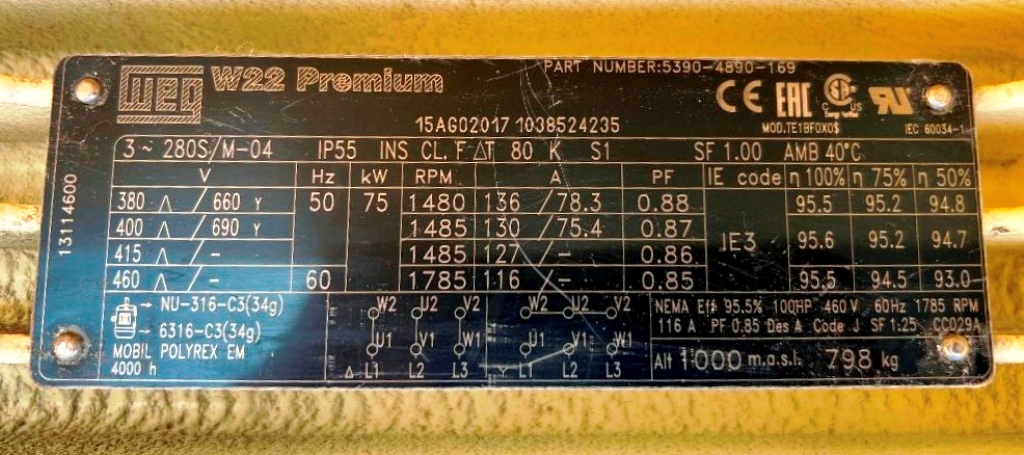 WEG W22 Premium
PART NUMBER:5390-4890-169
CE EAC CSA C US UR
15AGO2017 1038524235
MOD.TE1BF0X0$ IEC 60034-1
3~ 280S/M-04 IP55 INS CL. F ΔT 80 K S1 SF 1.00 AMB 40°C
V Hz kW RPM A PF IE code η 100% η 75% η 50%
380 Δ / 660 Y 50 75 1480 136 / 78.3 0.88 IE3 95.5 95.2 94.8
400 Δ / 690 Y 1485 130 / 75.4 0.87 95.6 95.2 94.7
415 Δ / - 1485 127 / - 0.86
460 Δ / - 60 1785 116 / - 0.85 95.5 94.5 93.0
13114600
→ NU-316-C3(34g)
→ 6316-C3(34g)
MOBIL POLYREX EM
4000 h
W2 U2 V2 W2 U2 V2
U1 V1 W1 U1 V1 W1
Δ L1 L2 L3 Y L1 L2 L3
NEMA Eff 95.5% 100HP 460V 60Hz 1785 RPM
116 A PF 0.85 Des A Code J SF 1.25 CC029A
Alt 1000 m.a.s.l. 798 kg